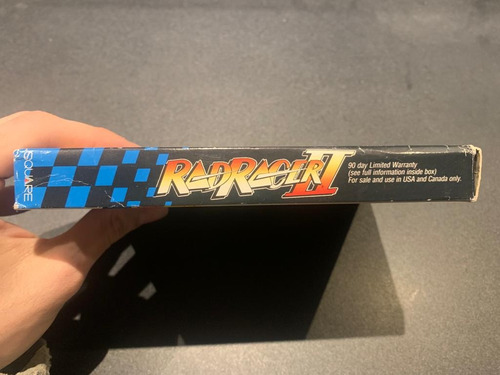 SQUARE
RAD RACER II
90 day Limited Warranty
(see full information inside box)
For sale and use in USA and Canada only.